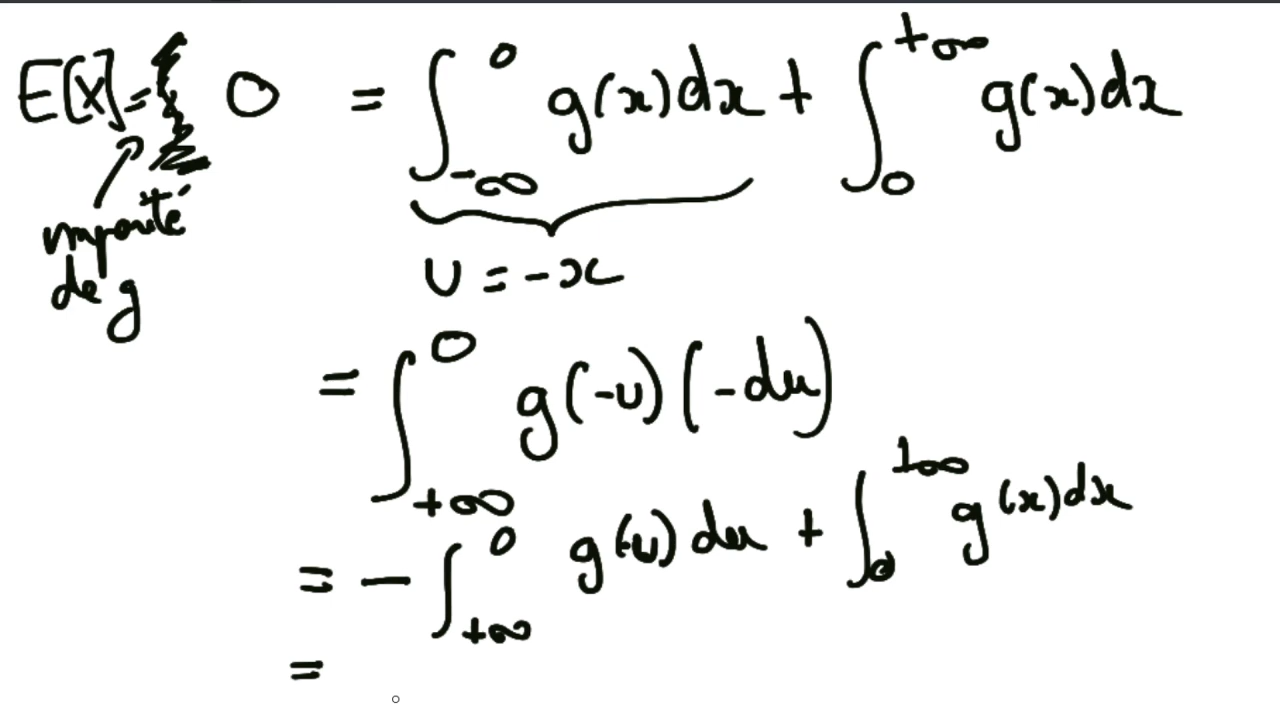 E[X] = 0 = ∫_{-∞}^{0} g(x)dx + ∫_{0}^{+∞} g(x)dx
imparité
de g
U = -x
= ∫_{+∞}^{0} g(-u)(-du)
= - ∫_{+∞}^{0} g(-u) du + ∫_{0}^{+∞} g(x)dx
=